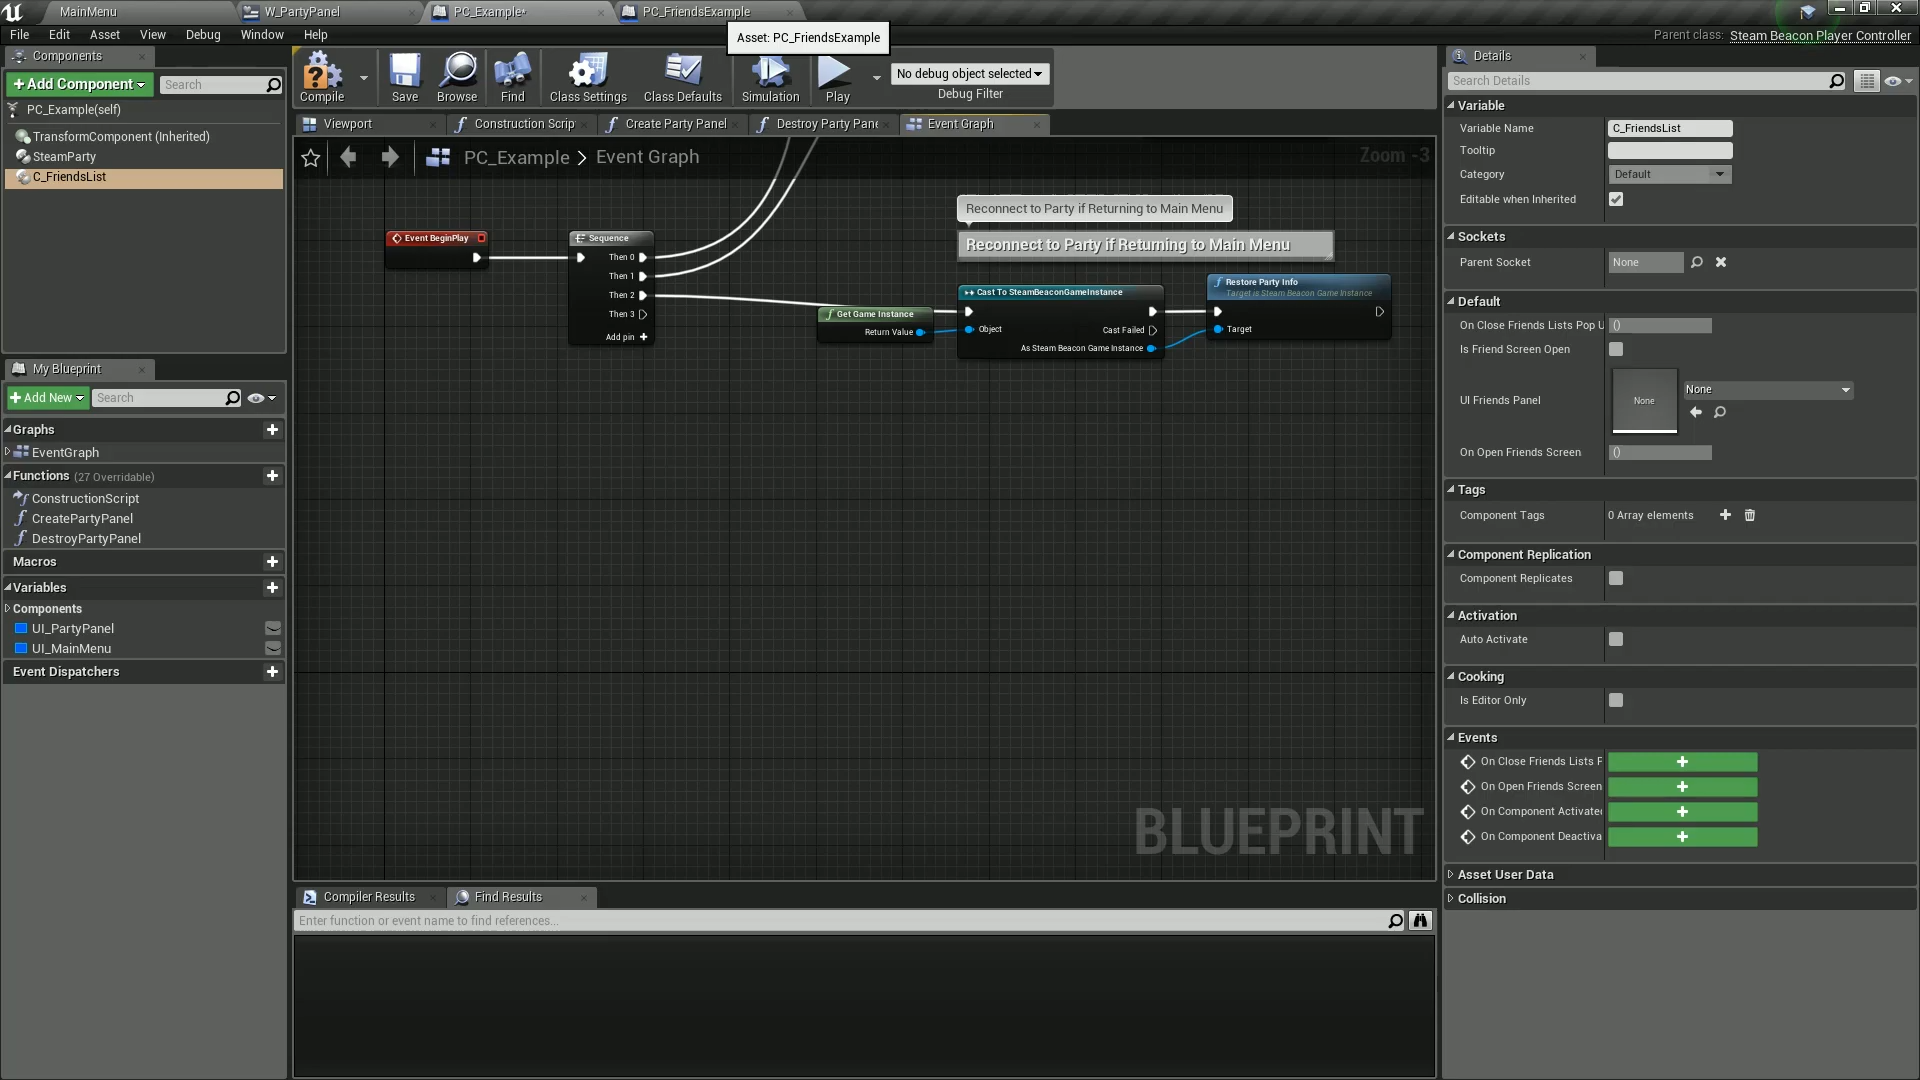 MainMenu
W_PartyPanel
PC_Example*
PC_FriendsExample
File
Edit
Asset
View
Debug
Window
Help
Asset: PC_FriendsExample
Parent class: Steam Beacon Player Controller
Components
+Add Component
Search
PC_Example(self)
TransformComponent (Inherited)
SteamParty
C_FriendsList
Compile
Save
Browse
Find
Class Settings
Class Defaults
Simulation
Play
No debug object selected
Debug Filter
Viewport
Construction Scrip
Create Party Panel
Destroy Party Pane
Event Graph
PC_Example > Event Graph
Zoom -3
Event BeginPlay
Sequence
Then 0
Then 1
Then 2
Then 3
Add pin +
Reconnect to Party if Returning to Main Menu
Reconnect to Party if Returning to Main Menu
Get Game Instance
Return Value
Cast To SteamBeaconGameInstance
Object
Cast Failed
As Steam Beacon Game Instance
Restore Party Info
Target is Steam Beacon Game Instance
Target
BLUEPRINT
My Blueprint
+Add New
Search
Graphs
EventGraph
Functions (27 Overridable)
ConstructionScript
CreatePartyPanel
DestroyPartyPanel
Macros
Variables
Components
UI_PartyPanel
UI_MainMenu
Event Dispatchers
Compiler Results
Find Results
Enter function or event name to find references...
Details
Search Details
Variable
Variable Name
C_FriendsList
Tooltip
Category
Default
Editable when Inherited
Sockets
Parent Socket
None
Default
On Close Friends Lists Pop U
()
Is Friend Screen Open
UI Friends Panel
None
None
On Open Friends Screen
()
Tags
Component Tags
0 Array elements
Component Replication
Component Replicates
Activation
Auto Activate
Cooking
Is Editor Only
Events
On Close Friends Lists P
On Open Friends Screen
On Component Activate
On Component Deactiva
Asset User Data
Collision